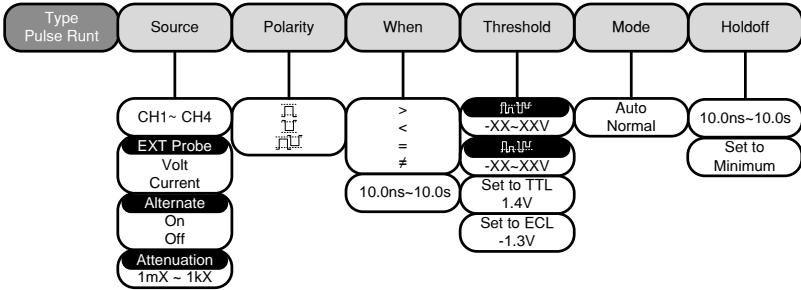 Type
Pulse Runt
Source
Polarity
When
Threshold
Mode
Holdoff
CH1~ CH4
EXT Probe
Volt
Current
Alternate
On
Off
Attenuation
1mX ~ 1kX
>
<
=
≠
10.0ns~10.0s
-XX~XXV
-XX~XXV
Set to TTL
1.4V
Set to ECL
-1.3V
Auto
Normal
10.0ns~10.0s
Set to
Minimum